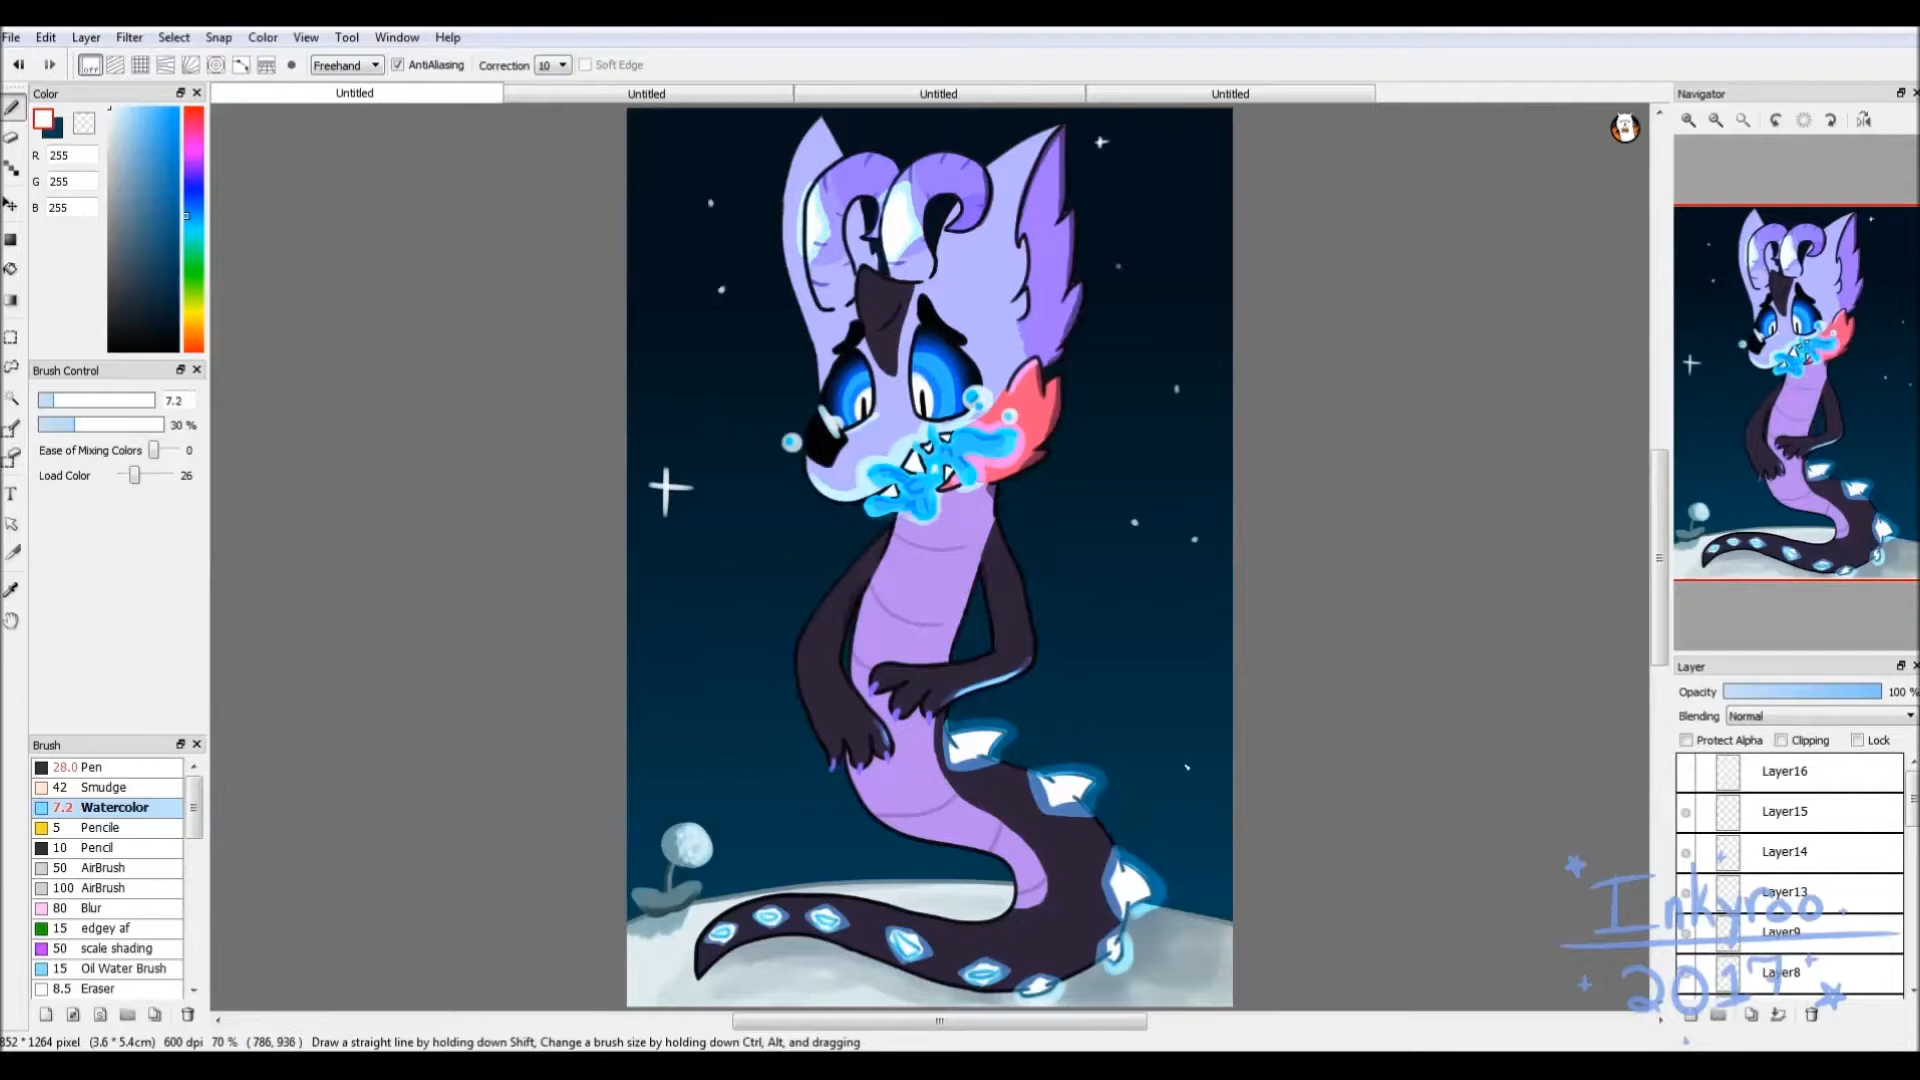 File Edit Layer Filter Select Snap Color View Tool Window Help
off Freehand AntiAliasing Correction 10 Soft Edge
Color
Untitled Untitled Untitled Untitled
Navigator
R 255
G 255
B 255
Brush Control
7.2
30 %
Ease of Mixing Colors 0
Load Color 26
Brush
28.0 Pen
42 Smudge
7.2 Watercolor
5 Pencile
10 Pencil
50 AirBrush
100 AirBrush
80 Blur
15 edgey af
50 scale shading
15 Oil Water Brush
8.5 Eraser
Layer
Opacity 100 %
Blending Normal
Protect Alpha Clipping Lock
Layer16
Layer15
Layer14
Layer13
Layer9
Layer8
Inkyroo
2017
852 * 1264 pixel (3.6 * 5.4cm) 600 dpi 70 % ( 786, 936 ) Draw a straight line by holding down Shift, Change a brush size by holding down Ctrl, Alt, and dragging